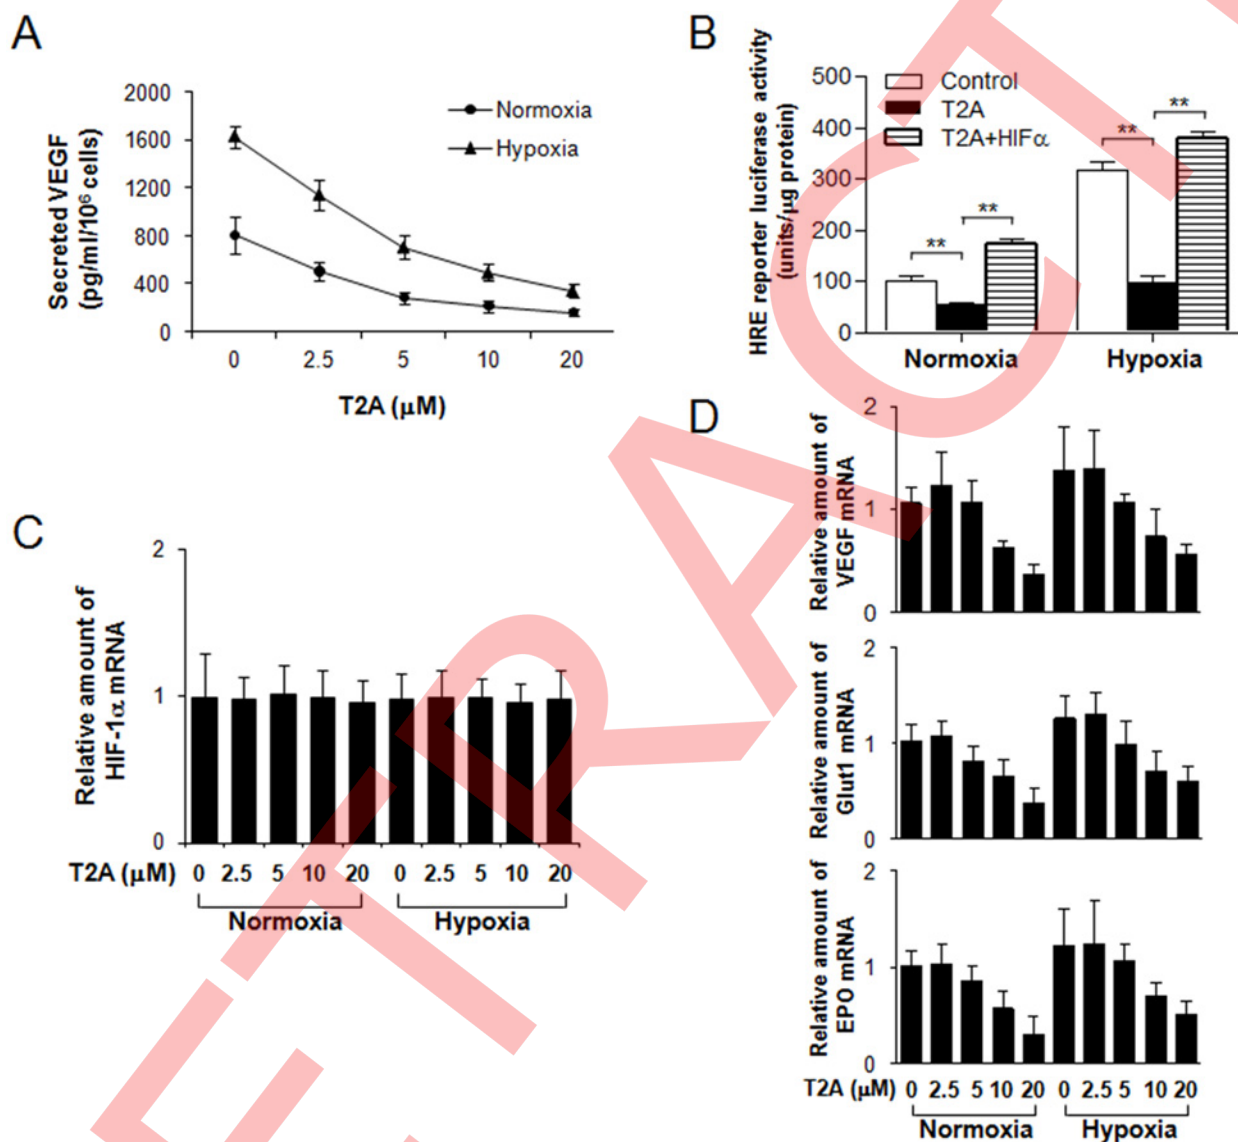 A
2000
1600
1200
800
400
0
Secreted VEGF
(pg/ml/10⁶ cells)
Normoxia
Hypoxia
0 2.5 5 10 20
T2A (μM)
B
500
400
300
200
100
0
HRE reporter luciferase activity
(units/μg protein)
Control
T2A
T2A+HIFα
** ** ** **
Normoxia Hypoxia
C
2
1
0
Relative amount of
HIF-1α mRNA
T2A (μM) 0 2.5 5 10 20 0 2.5 5 10 20
Normoxia Hypoxia
D
2
1
0
Relative amount of
VEGF mRNA
2
1
0
Relative amount of
Glut1 mRNA
2
1
0
Relative amount of
EPO mRNA
T2A (μM) 0 2.5 5 10 20 0 2.5 5 10 20
Normoxia Hypoxia
ETRACT